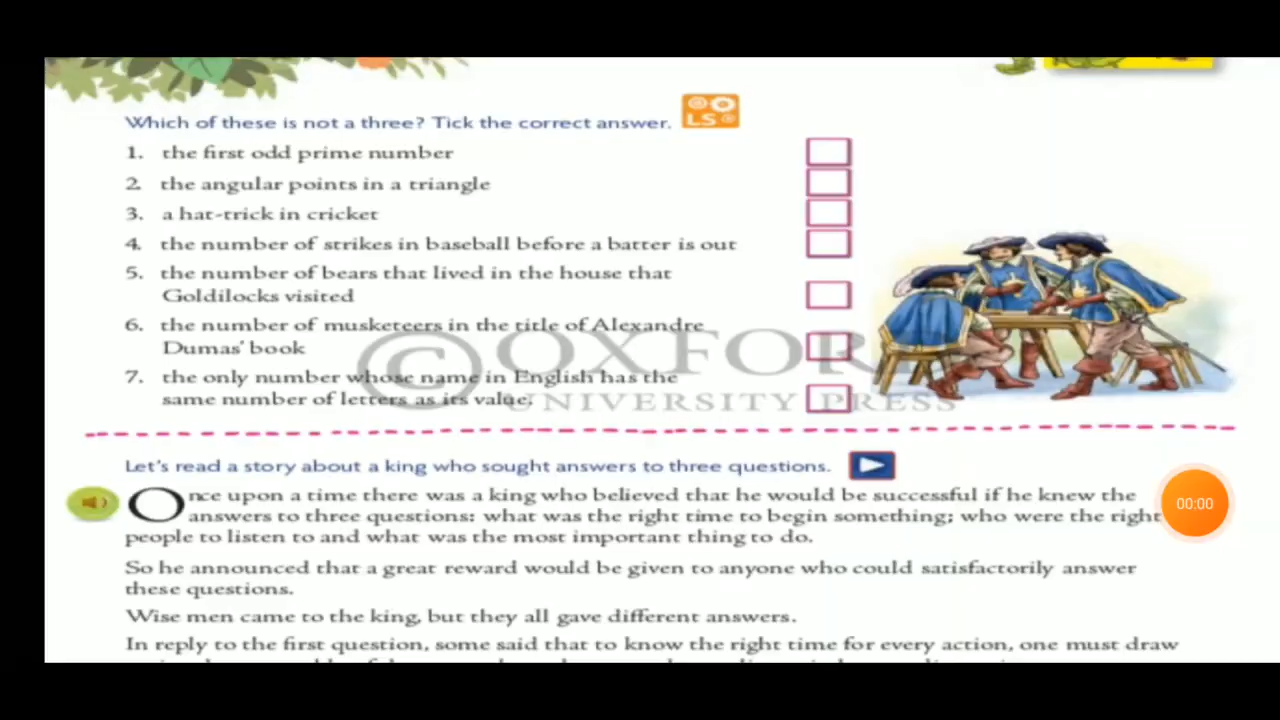 Which of these is not a three? Tick the correct answer.
LS
1. the first odd prime number
2. the angular points in a triangle
3. a hat-trick in cricket
4. the number of strikes in baseball before a batter is out
5. the number of bears that lived in the house that
Goldilocks visited
6. the number of musketeers in the title of Alexandre
Dumas' book
7. the only number whose name in English has the
same number of letters as its value.
© OXFORD
UNIVERSITY PRESS
Let's read a story about a king who sought answers to three questions.
Once upon a time there was a king who believed that he would be successful if he knew the
answers to three questions: what was the right time to begin something; who were the right
people to listen to and what was the most important thing to do.
00:00
So he announced that a great reward would be given to anyone who could satisfactorily answer
these questions.
Wise men came to the king, but they all gave different answers.
In reply to the first question, some said that to know the right time for every action, one must draw